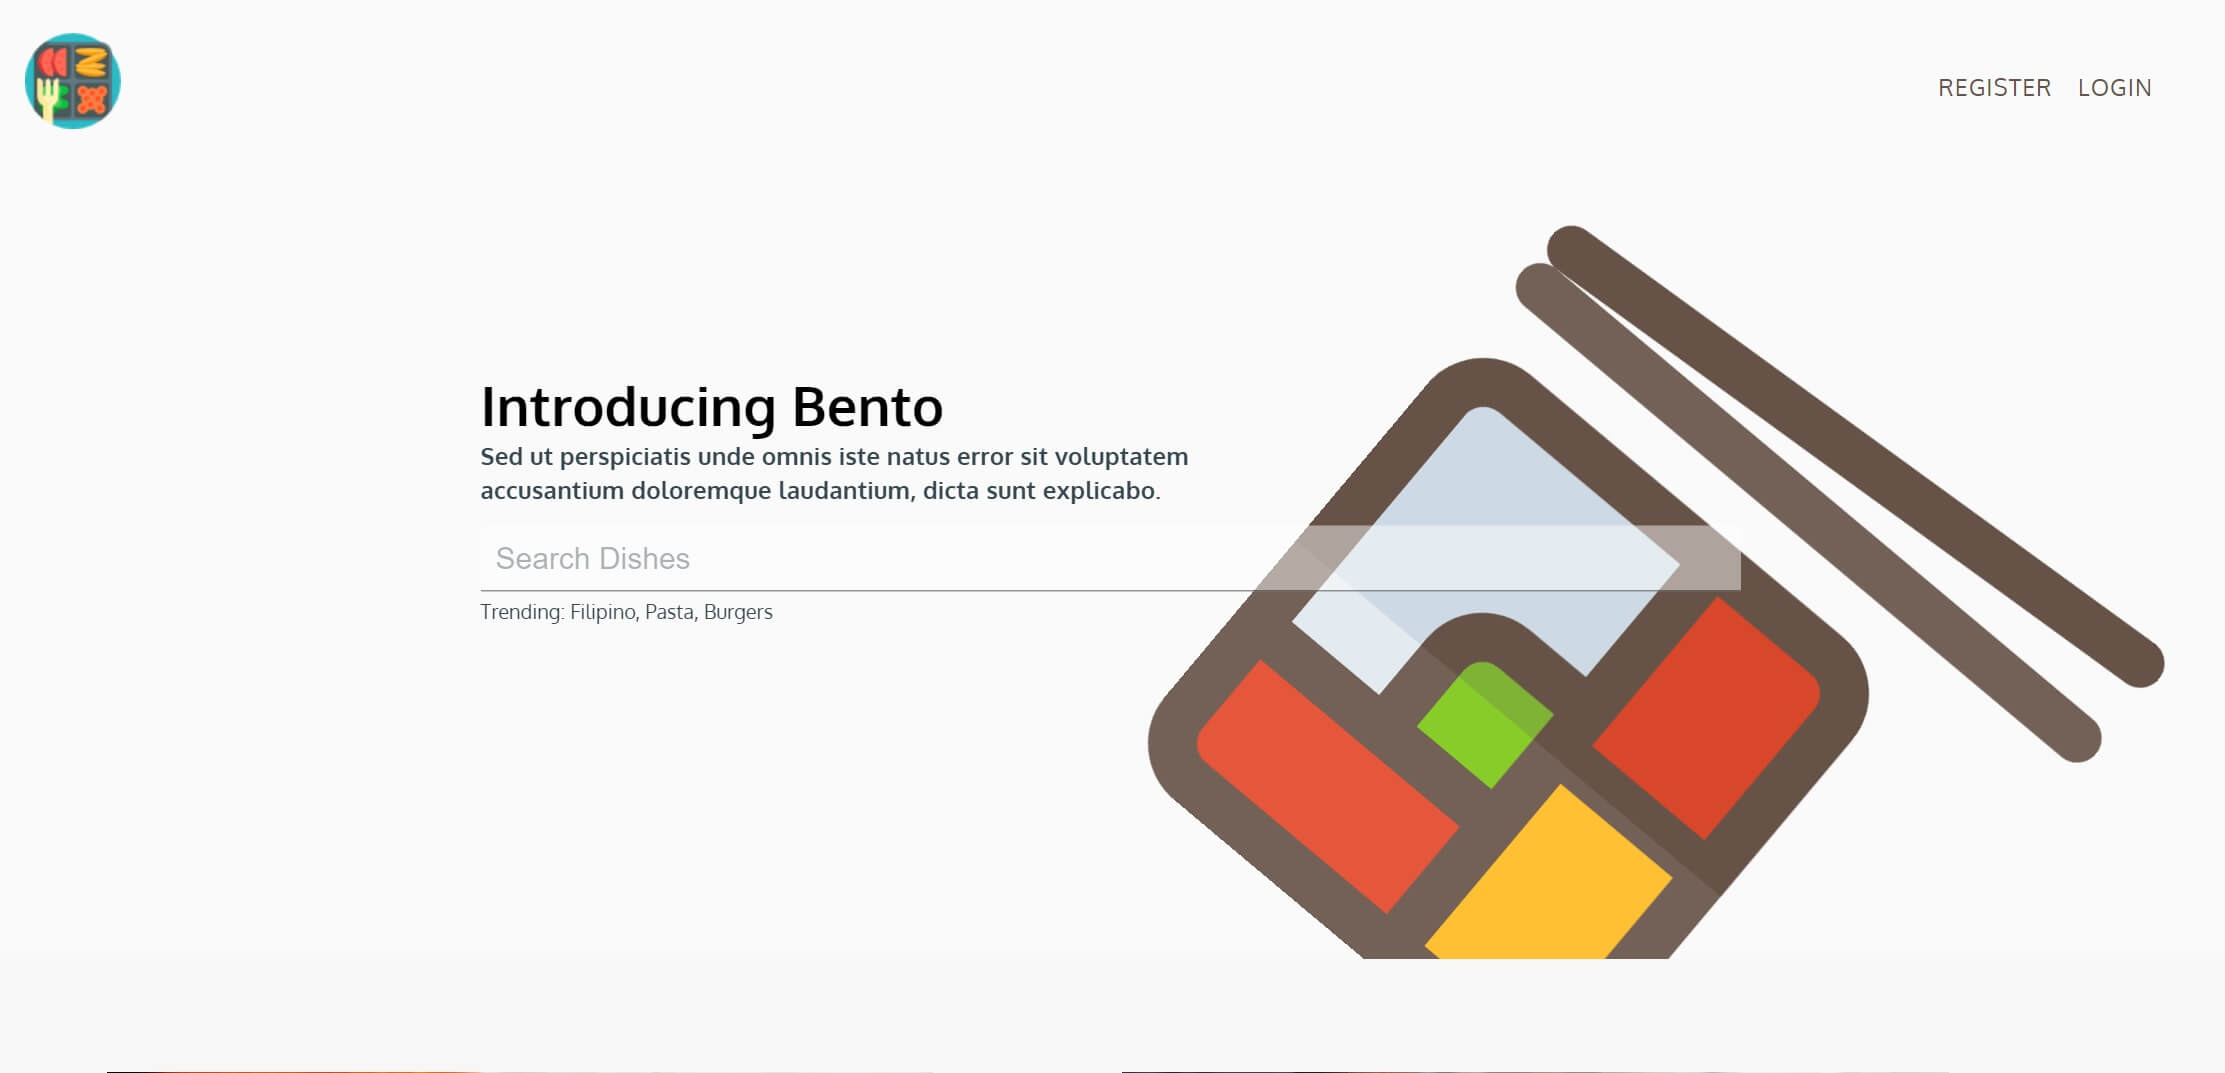 REGISTER LOGIN
Introducing Bento
Sed ut perspiciatis unde omnis iste natus error sit voluptatem
accusantium doloremque laudantium, dicta sunt explicabo.
Search Dishes
Trending: Filipino, Pasta, Burgers